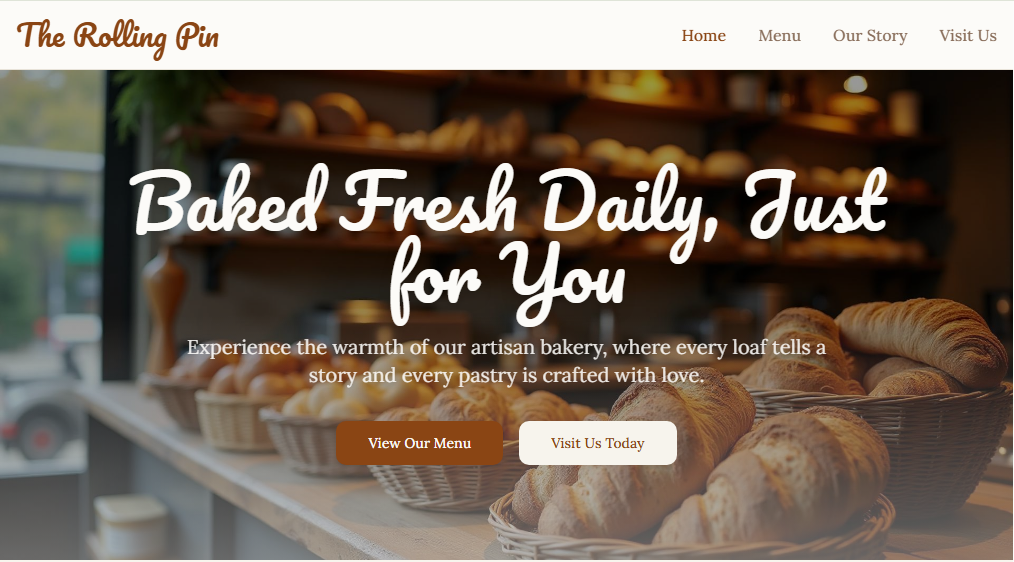 The Rolling Pin
Home Menu Our Story Visit Us
Baked Fresh Daily, Just
for You
Experience the warmth of our artisan bakery, where every loaf tells a
story and every pastry is crafted with love.
View Our Menu Visit Us Today